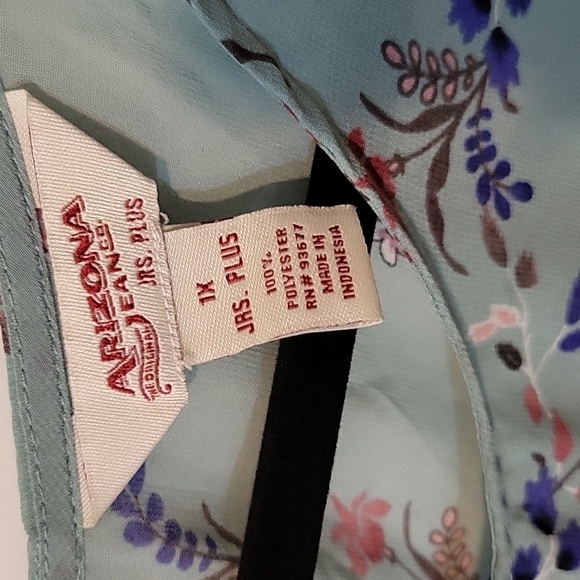 ARIZONA
JEAN CO.
THE ORIGINAL
JRS. PLUS
1X
JRS. PLUS
100%
POLYESTER
RN# 93677
MADE IN
INDONESIA